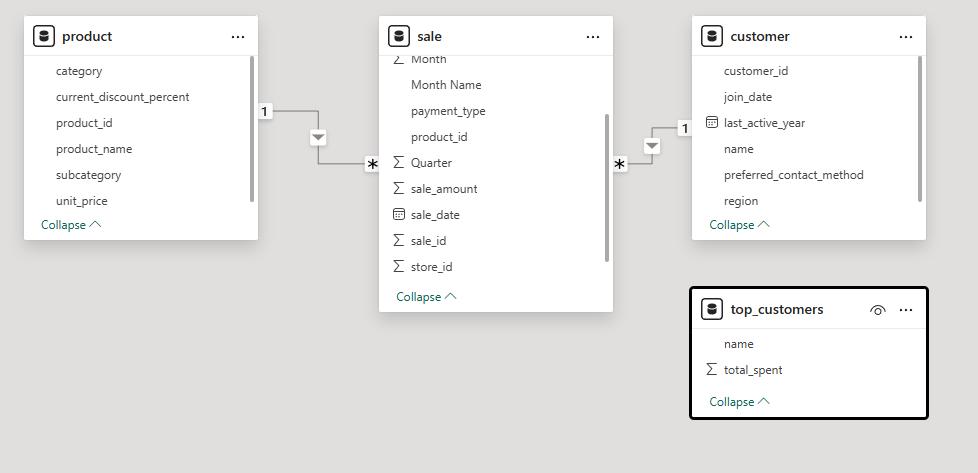 product
...
category
current_discount_percent
product_id
product_name
subcategory
unit_price
Collapse
1
*
sale
...
Month
Month Name
payment_type
product_id
Quarter
sale_amount
sale_date
sale_id
store_id
Collapse
*
1
customer
...
customer_id
join_date
last_active_year
name
preferred_contact_method
region
Collapse
top_customers
...
name
total_spent
Collapse